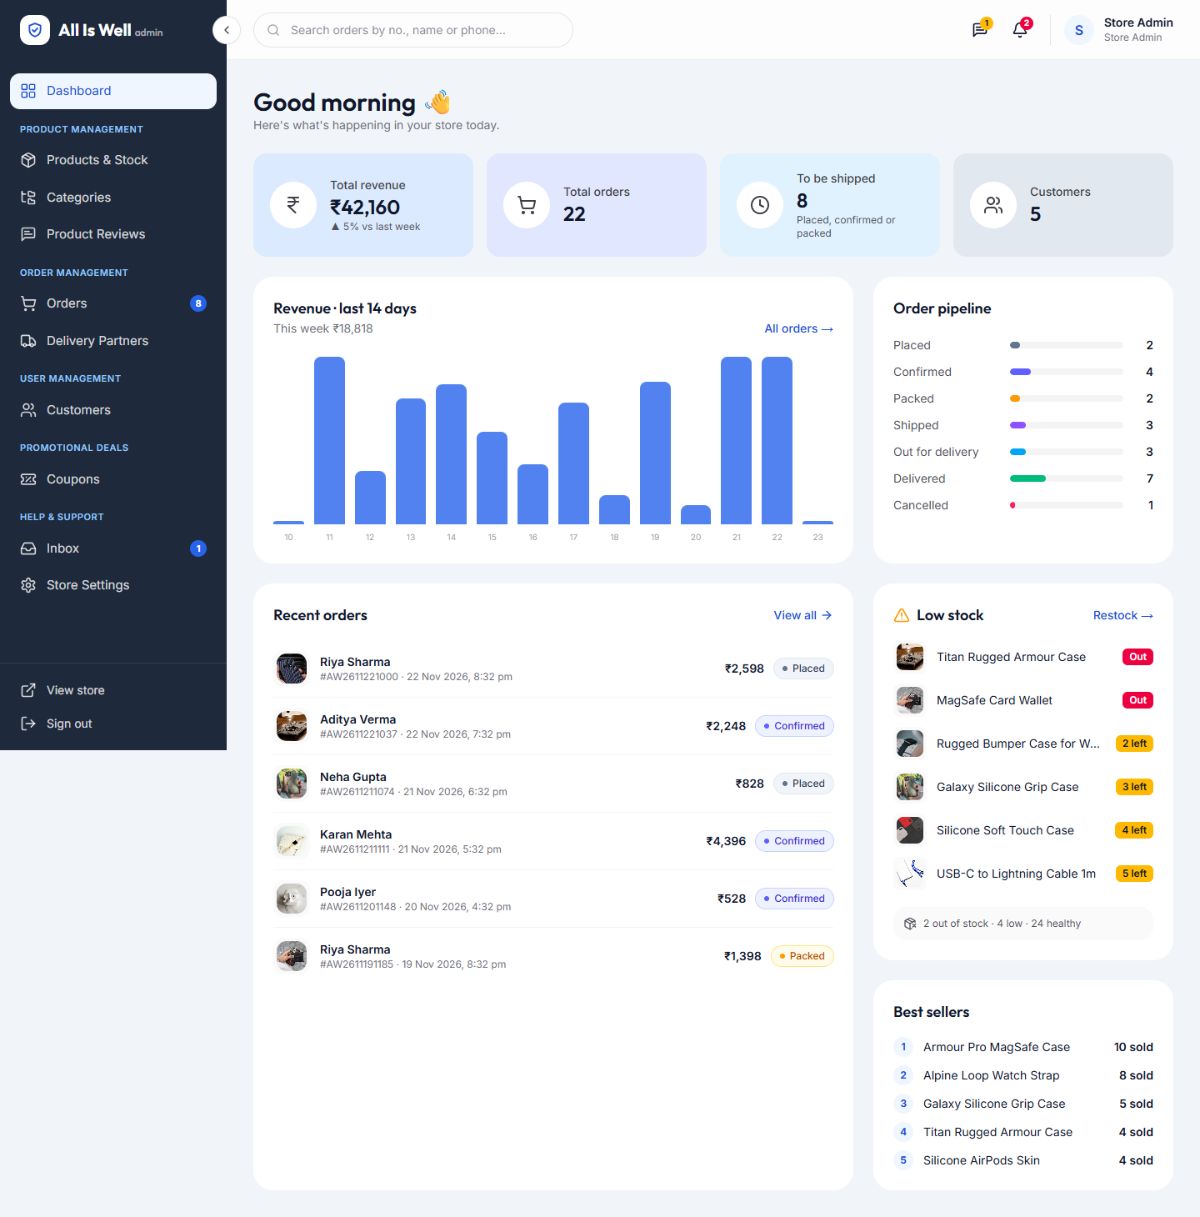 All Is Well admin
Search orders by no., name or phone...
1
2
S
Store Admin
Store Admin
Dashboard
PRODUCT MANAGEMENT
Products & Stock
Categories
Product Reviews
ORDER MANAGEMENT
Orders 8
Delivery Partners
USER MANAGEMENT
Customers
PROMOTIONAL DEALS
Coupons
HELP & SUPPORT
Inbox 1
Store Settings
View store
Sign out
Good morning 👋
Here's what's happening in your store today.
₹
Total revenue
₹42,160
▲ 5% vs last week
Total orders
22
To be shipped
8
Placed, confirmed or
packed
Customers
5
Revenue · last 14 days
This week ₹18,818
All orders →
10 11 12 13 14 15 16 17 18 19 20 21 22 23
Order pipeline
Placed 2
Confirmed 4
Packed 2
Shipped 3
Out for delivery 3
Delivered 7
Cancelled 1
Recent orders
View all →
Riya Sharma
#AW2611221000 · 22 Nov 2026, 8:32 pm
₹2,598 Placed
Aditya Verma
#AW2611221037 · 22 Nov 2026, 7:32 pm
₹2,248 Confirmed
Neha Gupta
#AW2611211074 · 21 Nov 2026, 6:32 pm
₹828 Placed
Karan Mehta
#AW2611211111 · 21 Nov 2026, 5:32 pm
₹4,396 Confirmed
Pooja Iyer
#AW2611201148 · 20 Nov 2026, 4:32 pm
₹528 Confirmed
Riya Sharma
#AW2611191185 · 19 Nov 2026, 8:32 pm
₹1,398 Packed
Low stock
Restock →
Titan Rugged Armour Case Out
MagSafe Card Wallet Out
Rugged Bumper Case for W... 2 left
Galaxy Silicone Grip Case 3 left
Silicone Soft Touch Case 4 left
USB-C to Lightning Cable 1m 5 left
2 out of stock · 4 low · 24 healthy
Best sellers
1 Armour Pro MagSafe Case 10 sold
2 Alpine Loop Watch Strap 8 sold
3 Galaxy Silicone Grip Case 5 sold
4 Titan Rugged Armour Case 4 sold
5 Silicone AirPods Skin 4 sold